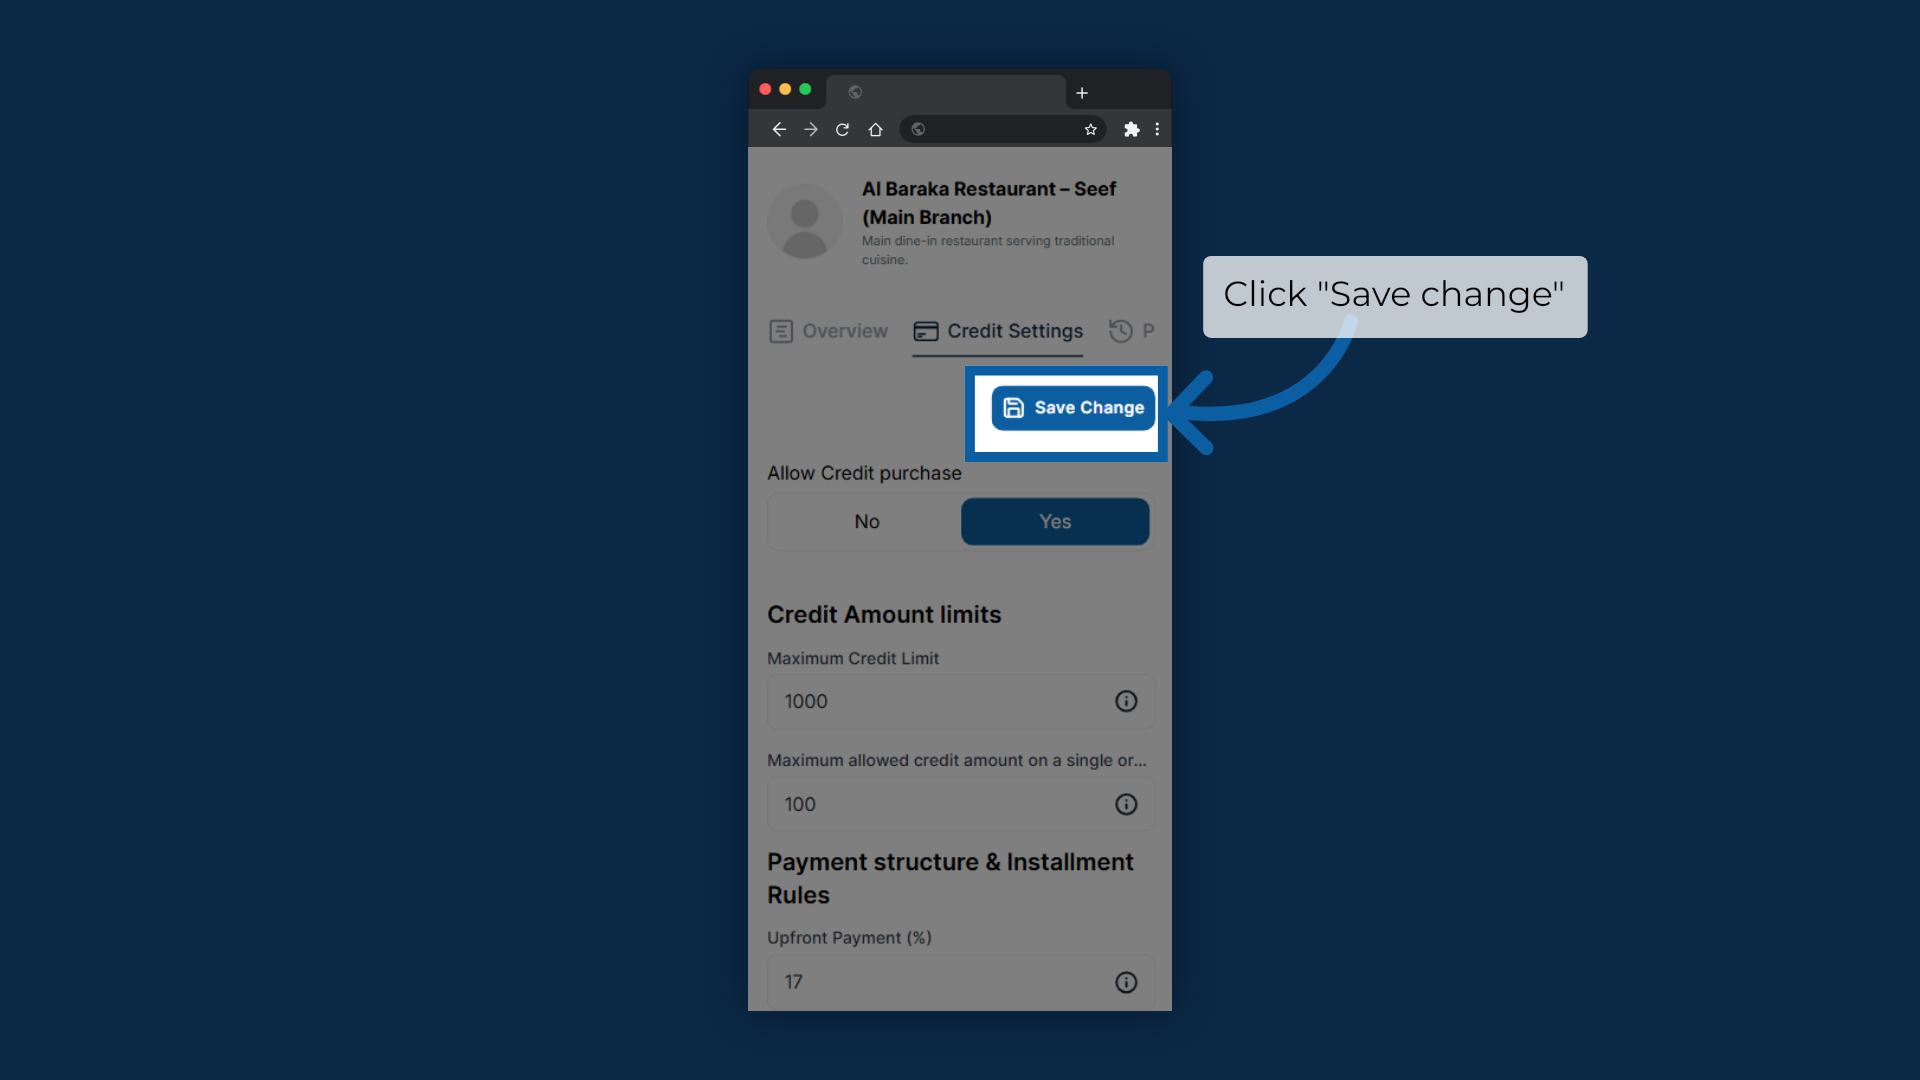 Al Baraka Restaurant – Seef
(Main Branch)
Main dine-in restaurant serving traditional
cuisine.
Overview
Credit Settings
P
Click "Save change"
Save Change
Allow Credit purchase
No
Yes
Credit Amount limits
Maximum Credit Limit
1000
Maximum allowed credit amount on a single or...
100
Payment structure & Installment
Rules
Upfront Payment (%)
17